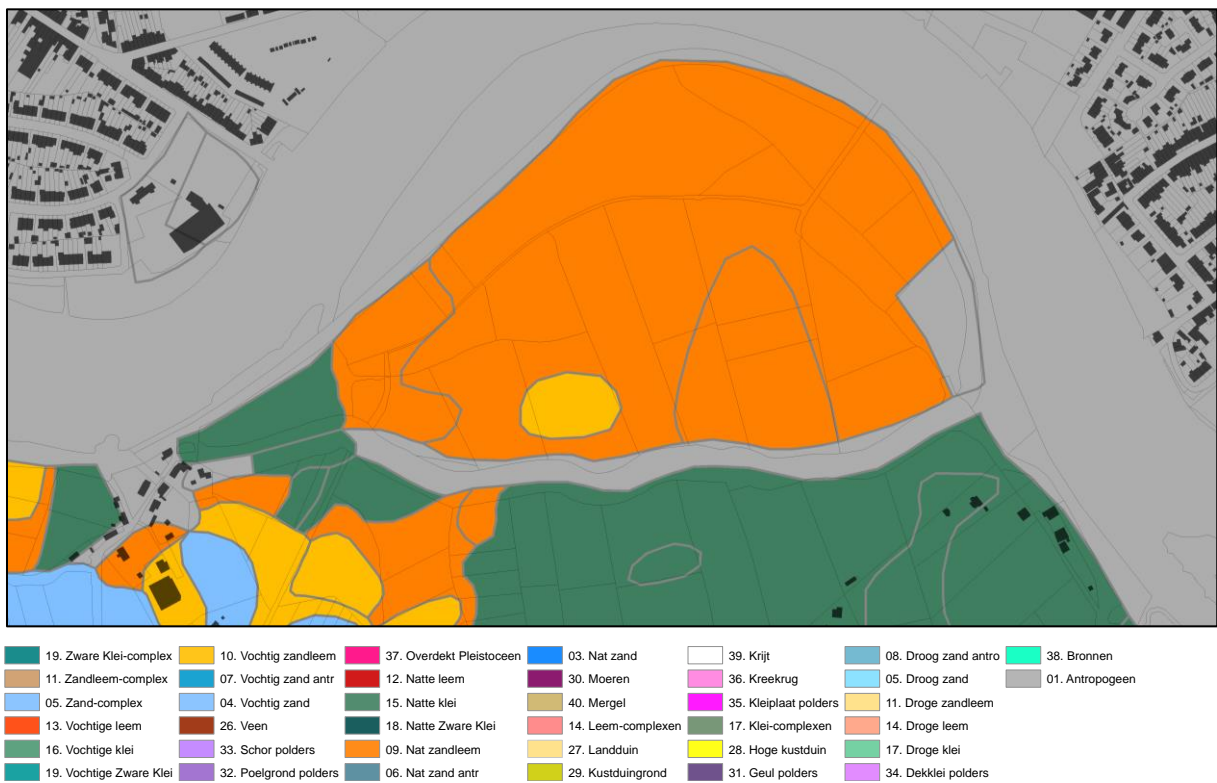 19. Zware Klei-complex
11. Zandleem-complex
05. Zand-complex
13. Vochtige leem
16. Vochtige klei
19. Vochtige Zware Klei
10. Vochtig zandleem
07. Vochtig zand antr
04. Vochtig zand
26. Veen
33. Schor polders
32. Poelgrond polders
37. Overdekt Pleistoceen
12. Natte leem
15. Natte klei
18. Natte Zware Klei
09. Nat zandleem
06. Nat zand antr
03. Nat zand
30. Moeren
40. Mergel
14. Leem-complexen
27. Landduin
29. Kustduingrond
39. Krijt
36. Kreekrug
35. Kleiplaat polders
17. Klei-complexen
28. Hoge kustduin
31. Geul polders
08. Droog zand antro
05. Droog zand
11. Droge zandleem
14. Droge leem
17. Droge klei
34. Dekklei polders
38. Bronnen
01. Antropogeen